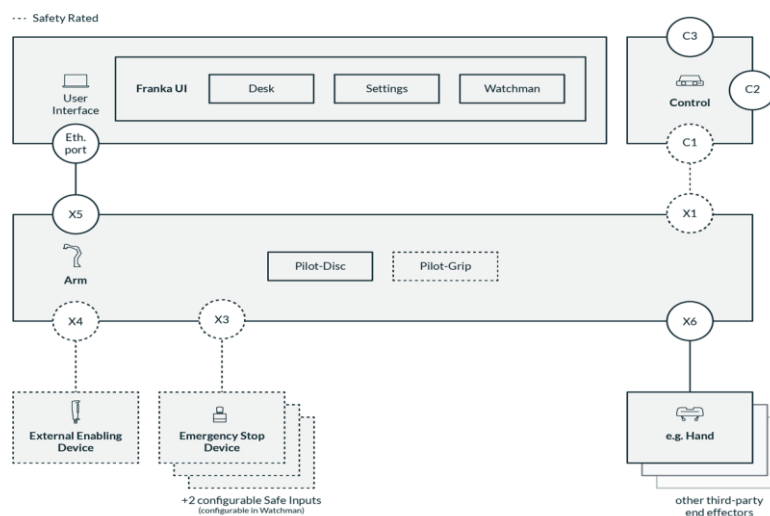 --- Safety Rated
C3
Franka UI
Desk
Settings
Watchman
User
Interface
C2
Control
Eth.
port
C1
X5
X1
Arm
Pilot-Disc
Pilot-Grip
X4
X3
X6
External Enabling
Device
Emergency Stop
Device
e.g. Hand
+2 configurable Safe Inputs
(configurable in Watchman)
other third-party
end effectors